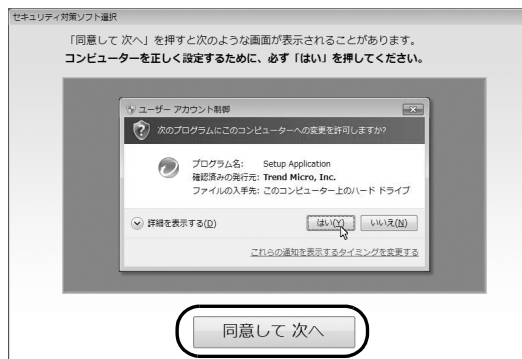 セキュリティ対策ソフト選択
「同意して 次へ」を押すと次のような画面が表示されることがあります。
コンピューターを正しく設定するために、必ず「はい」を押してください。
ユーザー アカウント制御
次のプログラムにこのコンピューターへの変更を許可しますか?
プログラム名: Setup Application
確認済みの発行元: Trend Micro, Inc.
ファイルの入手先: このコンピューター上のハード ドライブ
詳細を表示する(D) はい(Y) いいえ(N)
これらの通知を表示するタイミングを変更する
同意して 次へ